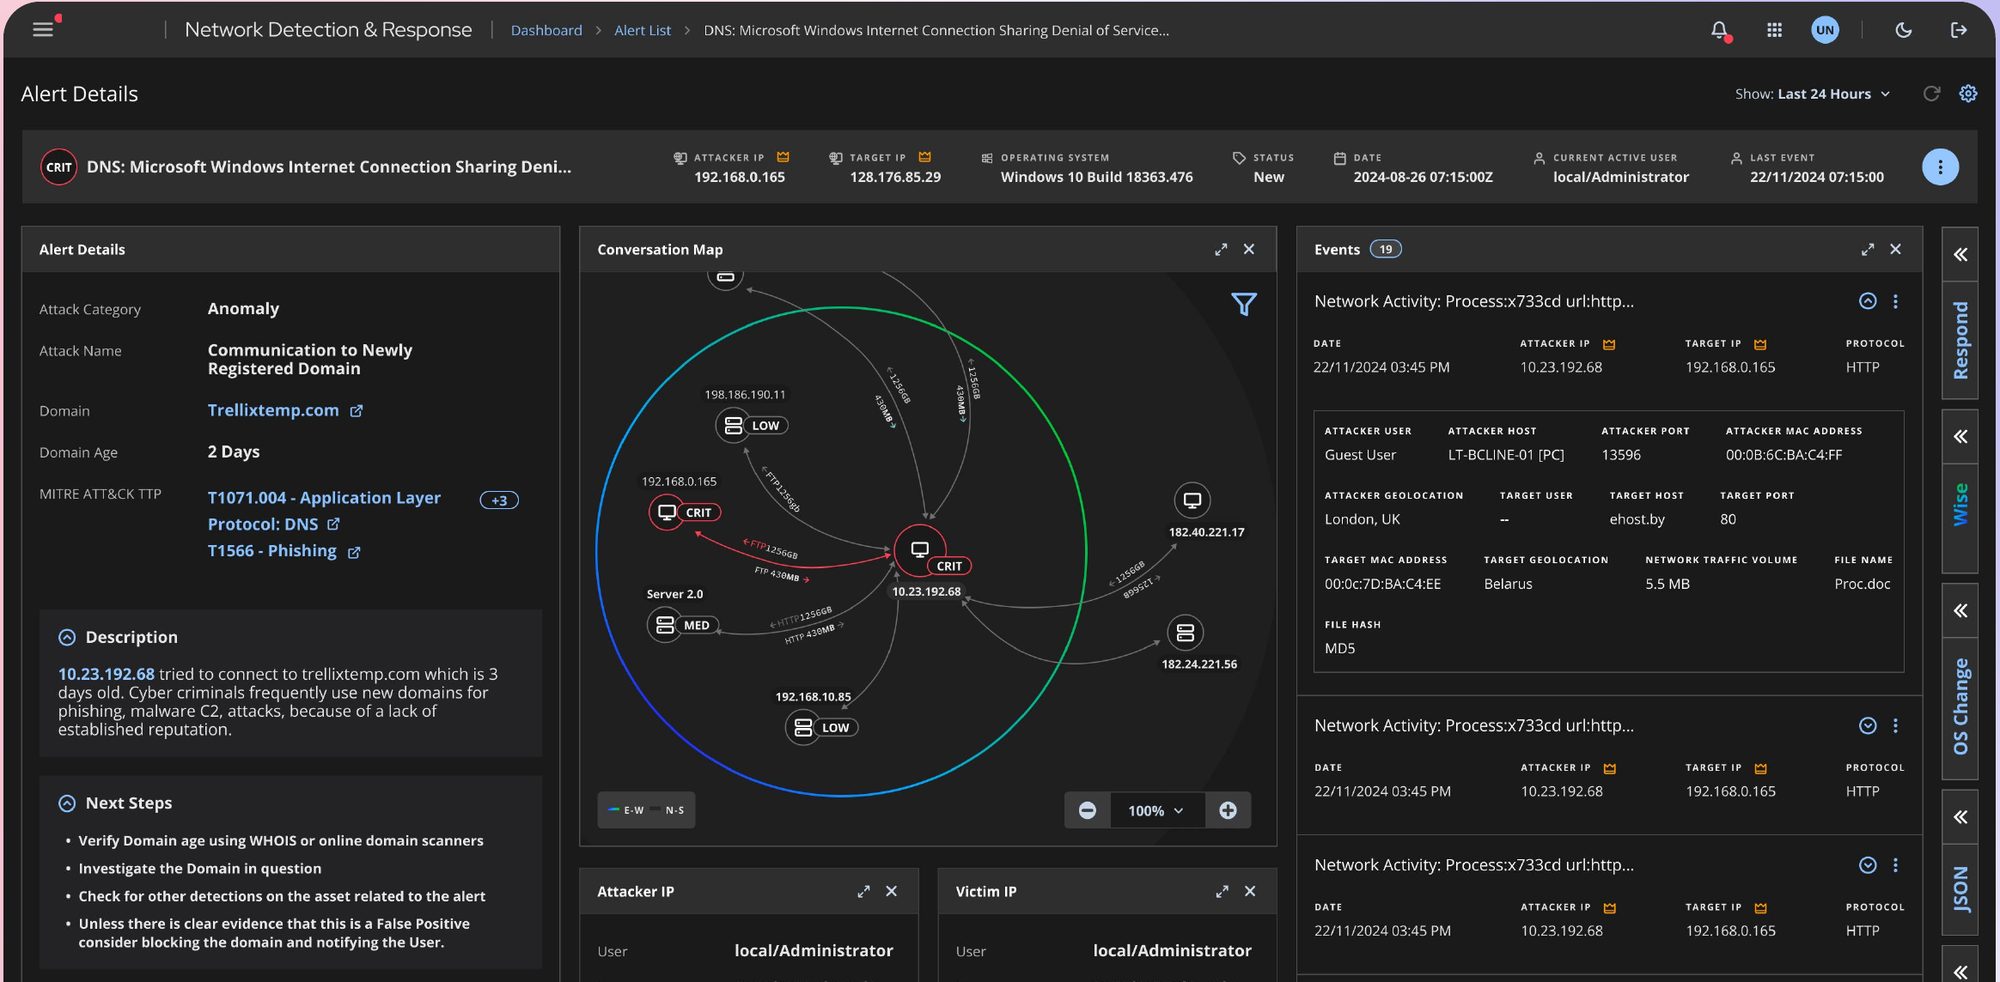 Network Detection & Response
Dashboard > Alert List > DNS: Microsoft Windows Internet Connection Sharing Denial of Service...
UN
Alert Details
Show: Last 24 Hours
CRIT
DNS: Microsoft Windows Internet Connection Sharing Deni...
ATTACKER IP
192.168.0.165
TARGET IP
128.176.85.29
OPERATING SYSTEM
Windows 10 Build 18363.476
STATUS
New
DATE
2024-08-26 07:15:00Z
CURRENT ACTIVE USER
local/Administrator
LAST EVENT
22/11/2024 07:15:00
Alert Details
Attack Category Anomaly
Attack Name Communication to Newly
Registered Domain
Domain Trellixtemp.com
Domain Age 2 Days
MITRE ATT&CK TTP T1071.004 - Application Layer
Protocol: DNS
T1566 - Phishing
+3
Description
10.23.192.68 tried to connect to trellixtemp.com which is 3
days old. Cyber criminals frequently use new domains for
phishing, malware C2, attacks, because of a lack of
established reputation.
Next Steps
• Verify Domain age using WHOIS or online domain scanners
• Investigate the Domain in question
• Check for other detections on the asset related to the alert
• Unless there is clear evidence that this is a False Positive
consider blocking the domain and notifying the User.
Conversation Map
←1256GB
430MB→
←1256GB
430MB→
198.186.190.11
LOW
←FTP1256gb
192.168.0.165
CRIT
←FTP1256GB
FTP 430MB→
CRIT
10.23.192.68
Server 2.0
MED
←HTTP1256GB
HTTP 430MB→
192.168.10.85
LOW
182.40.221.17
←1256GB
1256GB
182.24.221.56
E-W N-S
100%
Attacker IP
User local/Administrator
Victim IP
User local/Administrator
Events 19
Network Activity: Process:x733cd url:http...
DATE ATTACKER IP TARGET IP PROTOCOL
22/11/2024 03:45 PM 10.23.192.68 192.168.0.165 HTTP
ATTACKER USER ATTACKER HOST ATTACKER PORT ATTACKER MAC ADDRESS
Guest User LT-BCLINE-01 [PC] 13596 00:0B:6C:BA:C4:FF
ATTACKER GEOLOCATION TARGET USER TARGET HOST TARGET PORT
London, UK -- ehost.by 80
TARGET MAC ADDRESS TARGET GEOLOCATION NETWORK TRAFFIC VOLUME FILE NAME
00:0c:7D:BA:C4:EE Belarus 5.5 MB Proc.doc
FILE HASH
MD5
Network Activity: Process:x733cd url:http...
DATE ATTACKER IP TARGET IP PROTOCOL
22/11/2024 03:45 PM 10.23.192.68 192.168.0.165 HTTP
Network Activity: Process:x733cd url:http...
DATE ATTACKER IP TARGET IP PROTOCOL
22/11/2024 03:45 PM 10.23.192.68 192.168.0.165 HTTP
Respond
Wise
OS Change
JSON